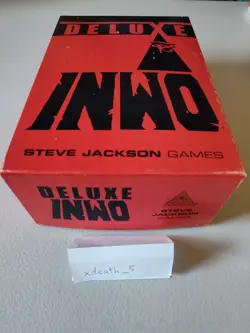 DELUXE
INWO
STEVE JACKSON GAMES
DELUXE
INWO
STEVE
JACKSON
GAMES
xdeath_5